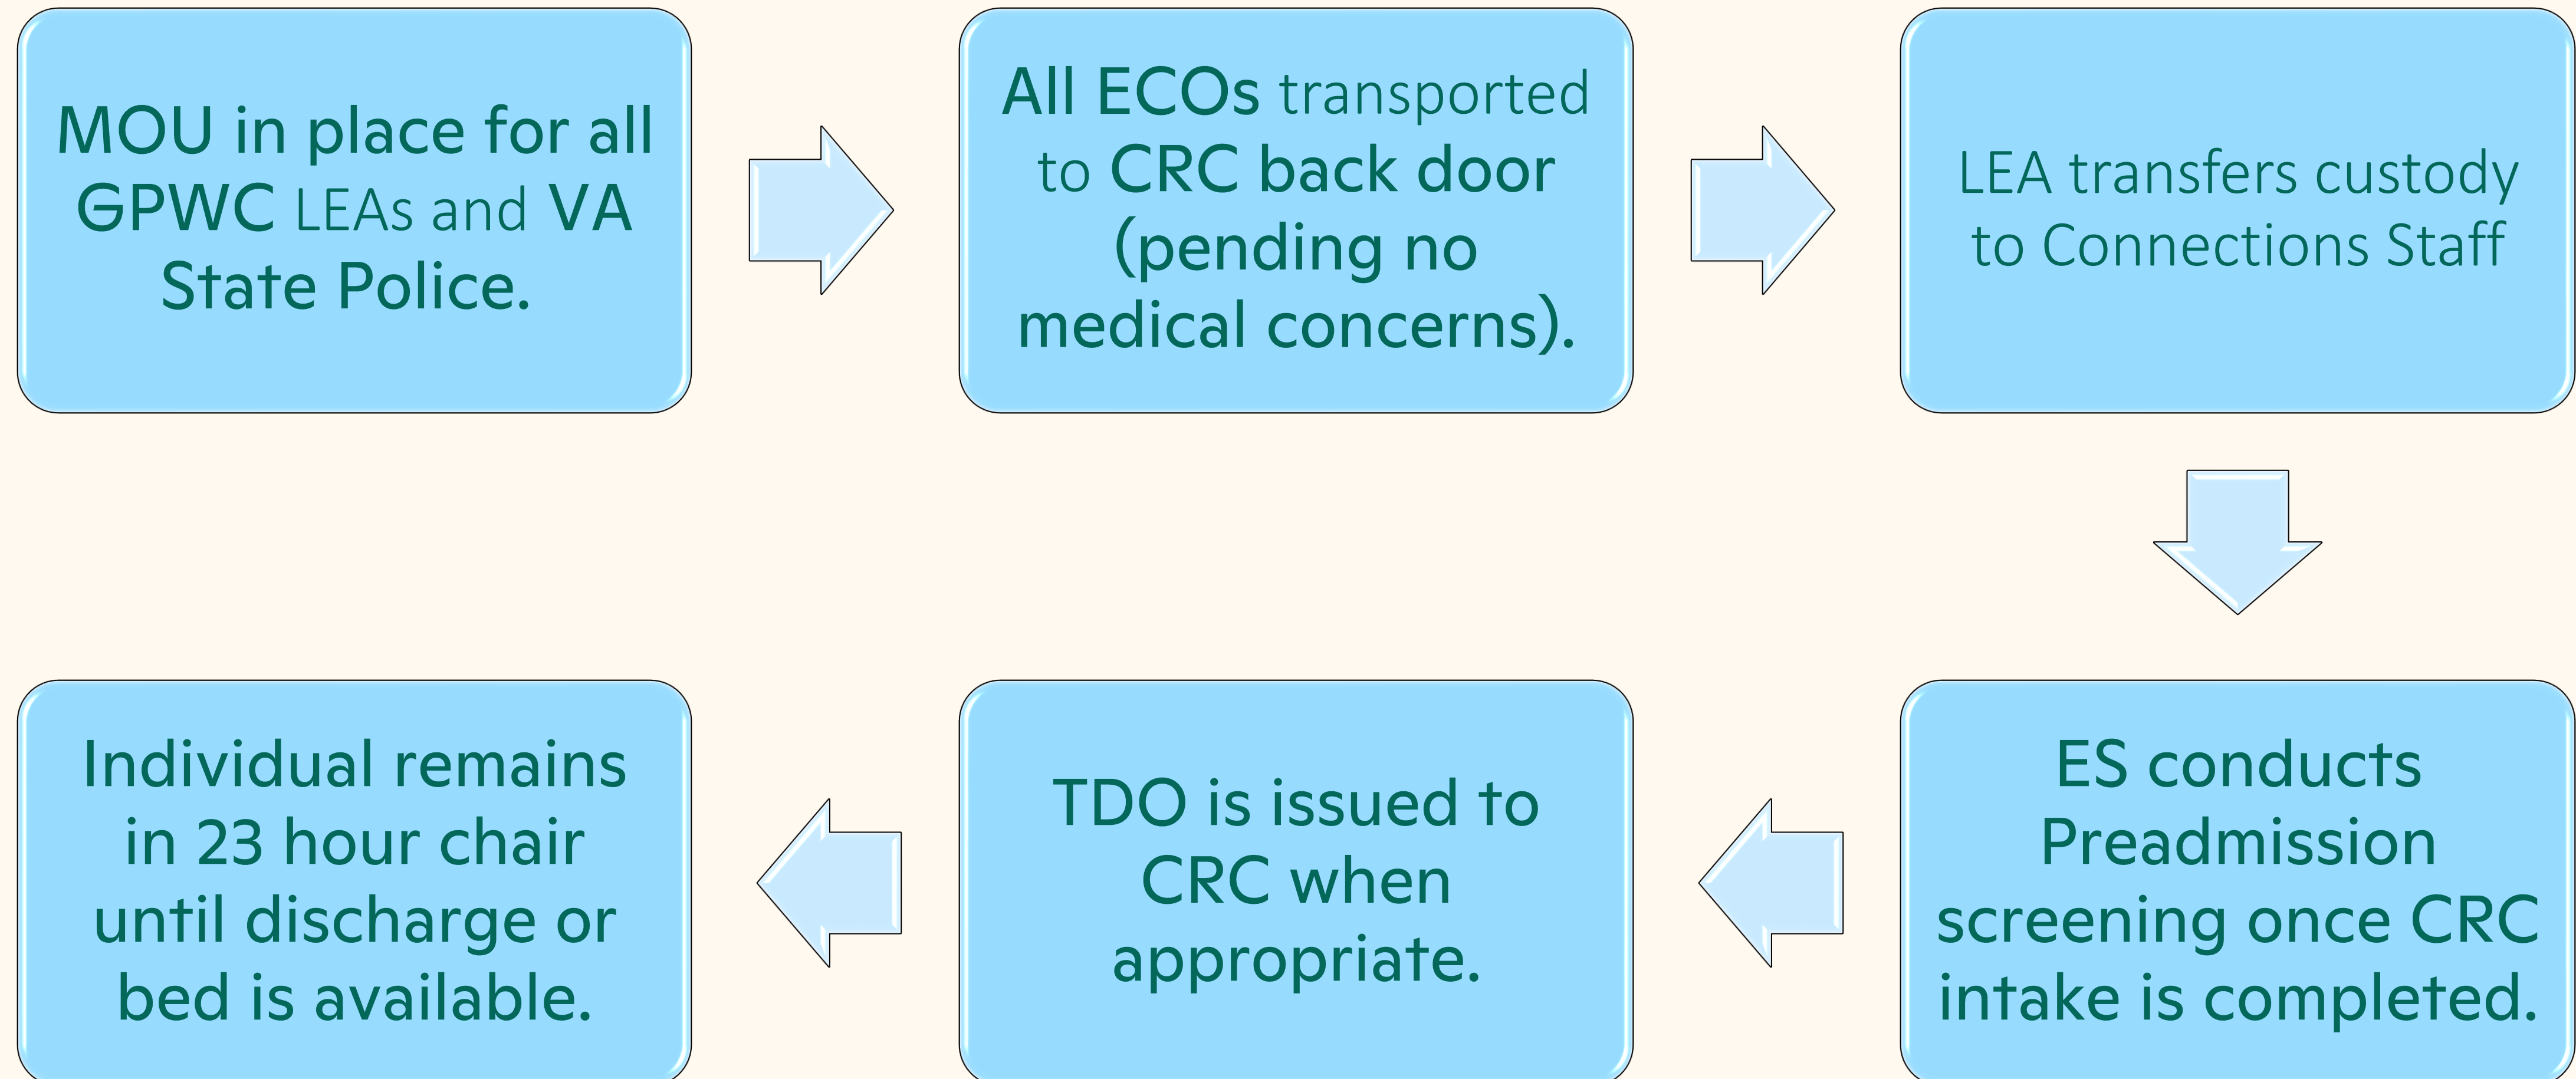 MOU in place for all
GPWC LEAs and VA
State Police.
All ECOs transported
to CRC back door
(pending no
medical concerns).
LEA transfers custody
to Connections Staff
ES conducts
Preadmission
screening once CRC
intake is completed.
TDO is issued to
CRC when
appropriate.
Individual remains
in 23 hour chair
until discharge or
bed is available.